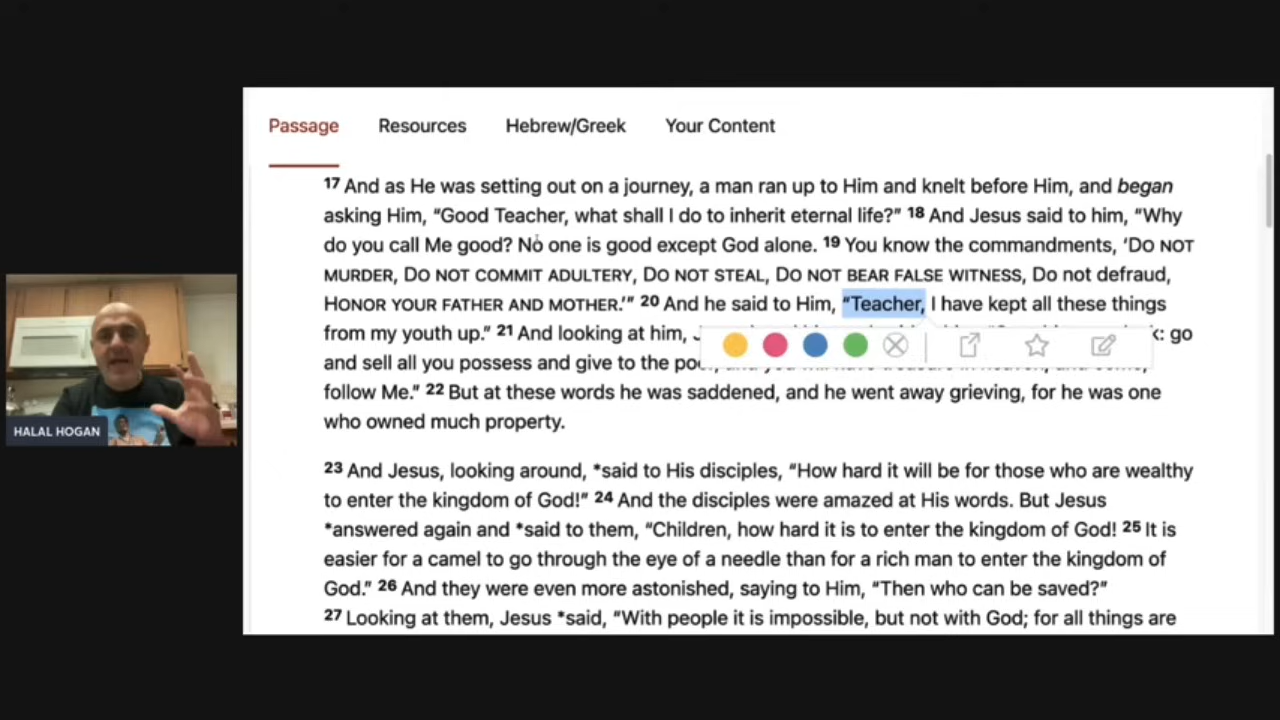 Passage Resources Hebrew/Greek Your Content
17 And as He was setting out on a journey, a man ran up to Him and knelt before Him, and began
asking Him, “Good Teacher, what shall I do to inherit eternal life?” 18 And Jesus said to him, “Why
do you call Me good? No one is good except God alone. 19 You know the commandments, ‘DO NOT
MURDER, DO NOT COMMIT ADULTERY, DO NOT STEAL, DO NOT BEAR FALSE WITNESS, Do not defraud,
HONOR YOUR FATHER AND MOTHER.’” 20 And he said to Him, “Teacher, I have kept all these things
from my youth up.” 21 And looking at him, go
and sell all you possess and give to the
follow Me.” 22 But at these words he was saddened, and he went away grieving, for he was one
who owned much property.
23 And Jesus, looking around, *said to His disciples, “How hard it will be for those who are wealthy
to enter the kingdom of God!” 24 And the disciples were amazed at His words. But Jesus
*answered again and *said to them, “Children, how hard it is to enter the kingdom of God! 25 It is
easier for a camel to go through the eye of a needle than for a rich man to enter the kingdom of
God.” 26 And they were even more astonished, saying to Him, “Then who can be saved?”
27 Looking at them, Jesus *said, “With people it is impossible, but not with God; for all things are
HALAL HOGAN